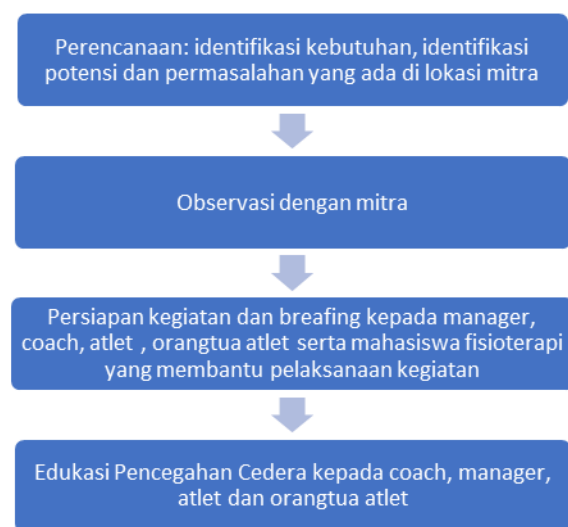 Perencanaan: identifikasi kebutuhan, identifikasi
potensi dan permasalahan yang ada di lokasi mitra
Observasi dengan mitra
Persiapan kegiatan dan breafing kepada manager,
coach, atlet , orangtua atlet serta mahasiswa fisioterapi
yang membantu pelaksanaan kegiatan
Edukasi Pencegahan Cedera kepada coach, manager,
atlet dan orangtua atlet